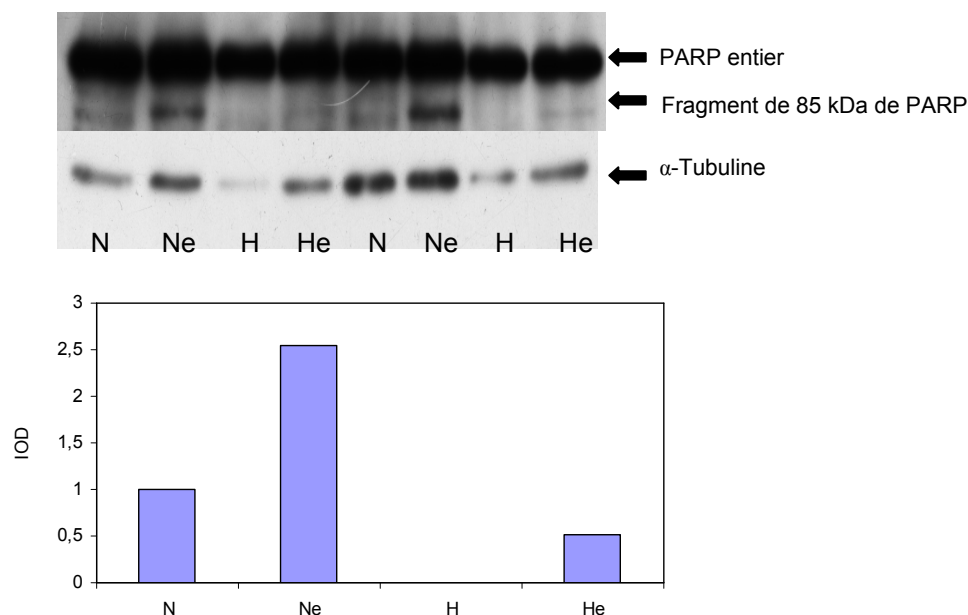 PARP entier
Fragment de 85 kDa de PARP
α-Tubuline
N Ne H He N Ne H He
3
2,5
2
1,5
1
0,5
0
IOD
N Ne H He